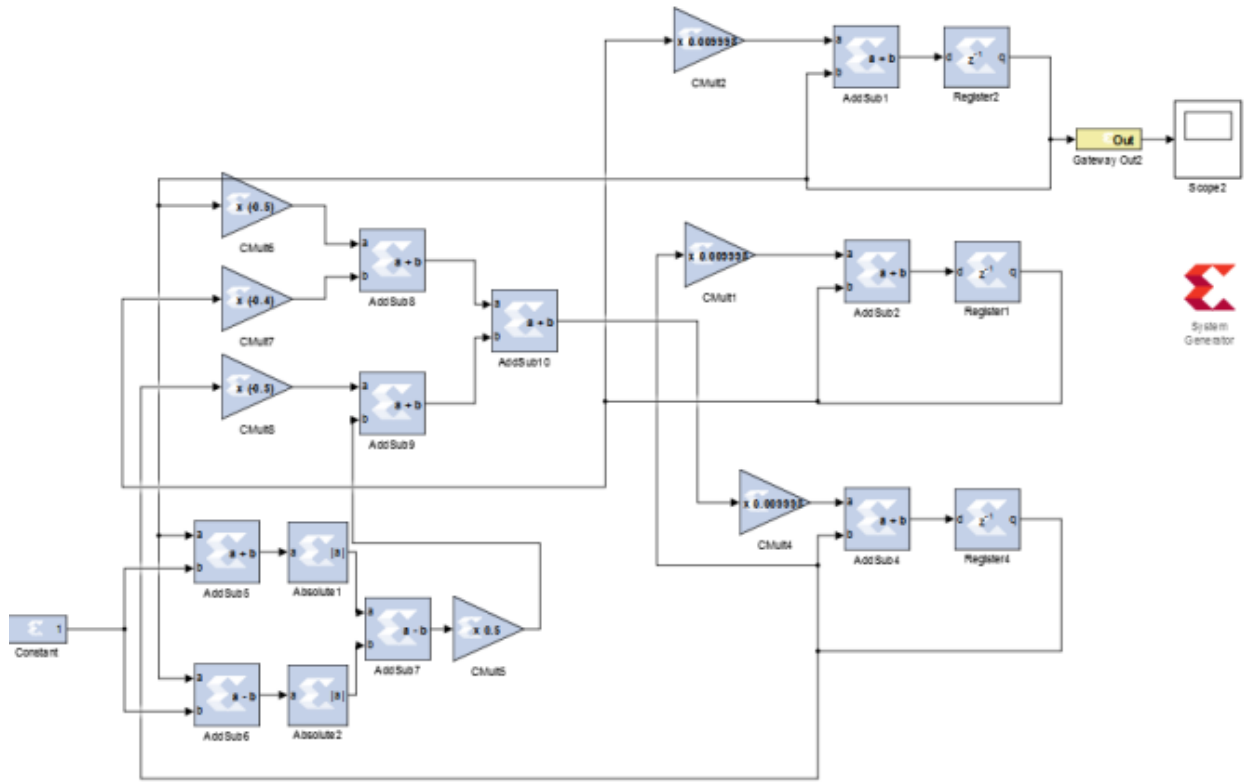 x 0.009998
CMult2
a
b
a + b
AddSub1
d
z⁻¹
q
Register2
Out
Gateway Out2
Scope2
x (-0.5)
CMult6
x (-0.4)
CMult7
x (-0.5)
CMult8
a
b
a + b
AddSub8
a
b
a + b
AddSub9
a
b
a + b
AddSub10
x 0.009998
CMult1
a
b
a + b
AddSub2
d
z⁻¹
q
Register1
System
Generator
x 0.009998
CMult4
a
b
a + b
AddSub4
d
z⁻¹
q
Register4
1
Constant
a
b
a + b
AddSub5
a
|a|
Absolute1
a
b
a - b
AddSub6
a
|a|
Absolute2
a
b
a - b
AddSub7
x 0.5
CMult5